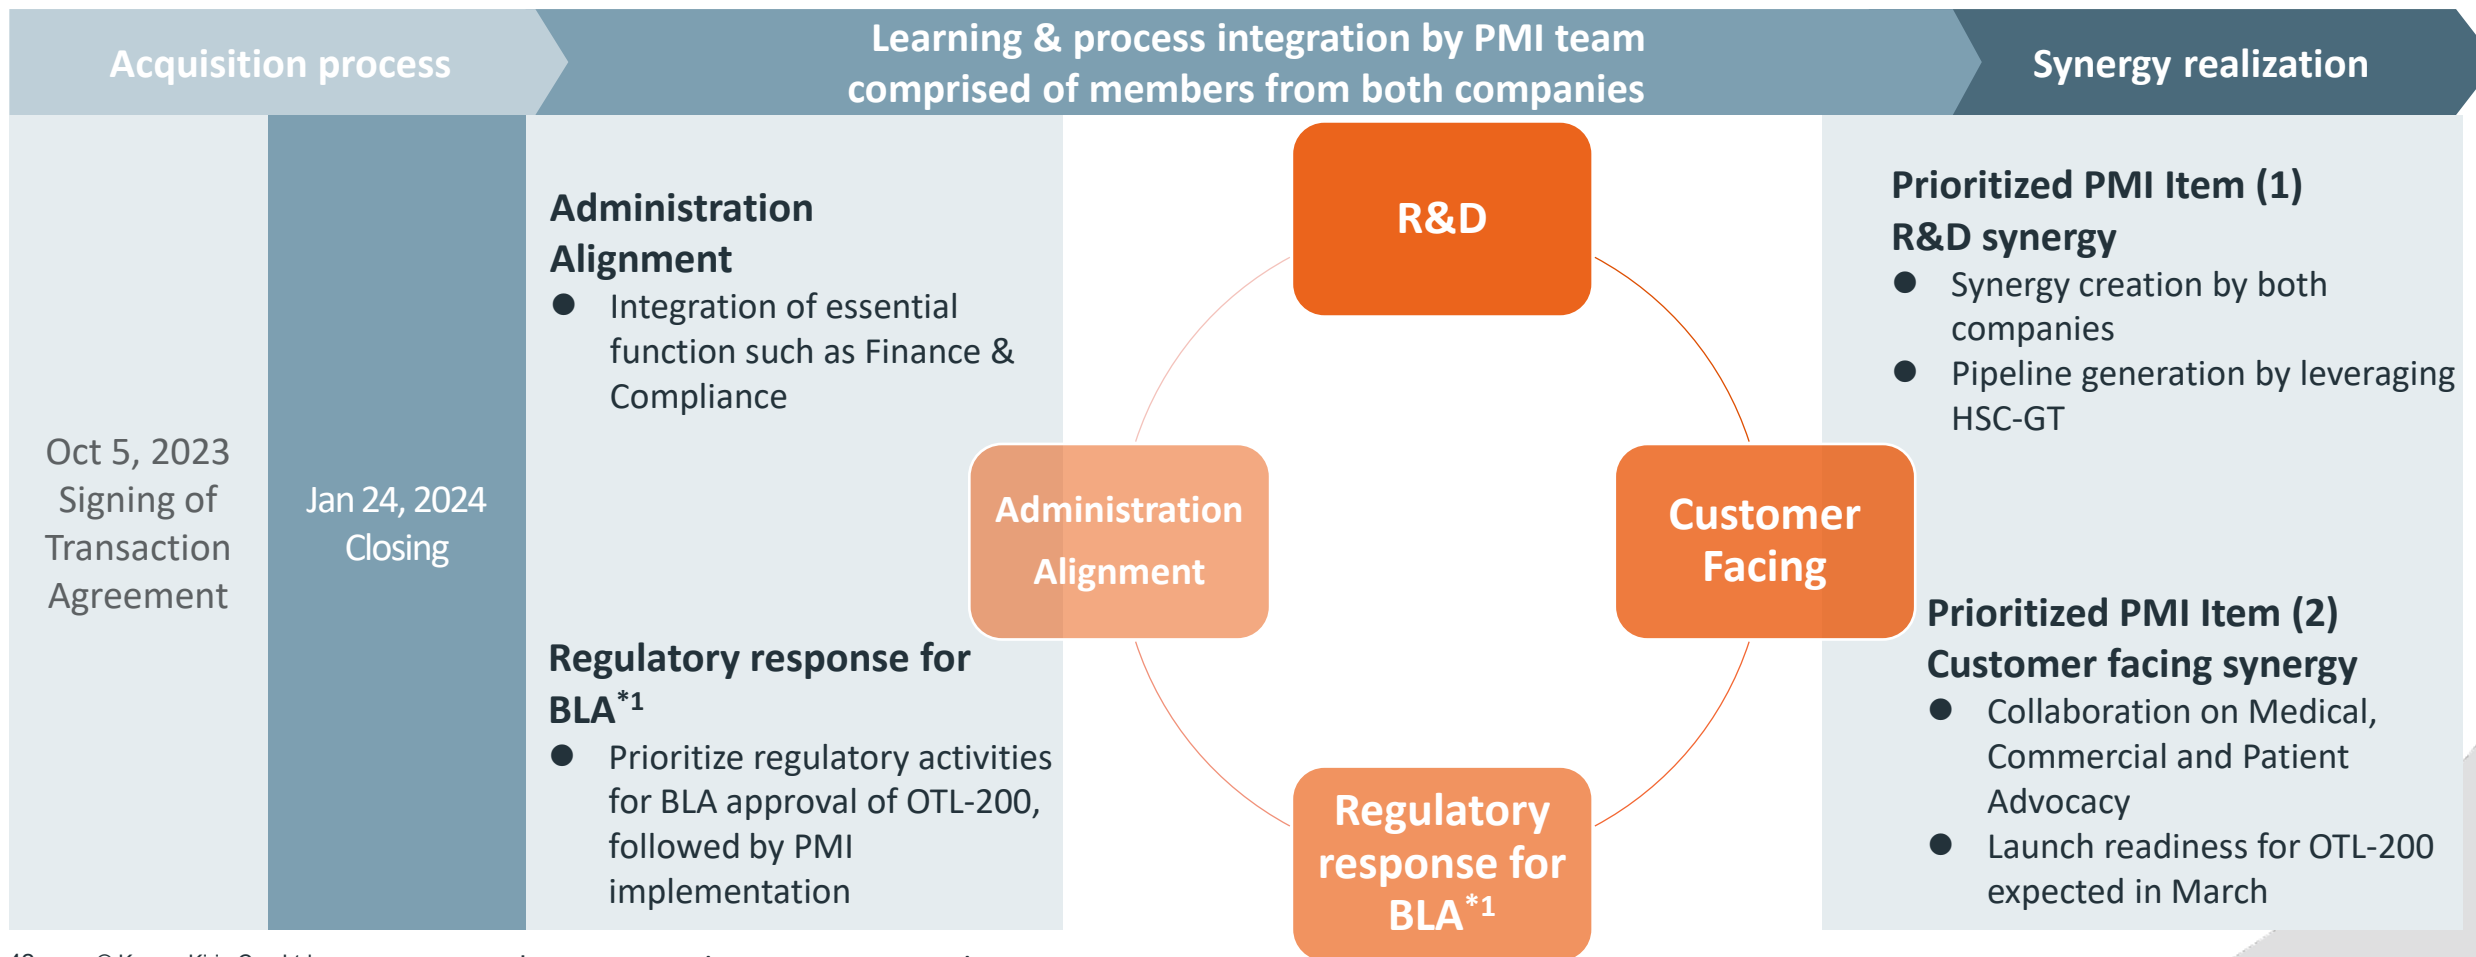 Acquisition process
Learning & process integration by PMI team
comprised of members from both companies
Synergy realization
Oct 5, 2023
Signing of
Transaction
Agreement
Jan 24, 2024
Closing
Administration
Alignment
● Integration of essential
function such as Finance &
Compliance
Regulatory response for
BLA*1
● Prioritize regulatory activities
for BLA approval of OTL-200,
followed by PMI
implementation
R&D
Administration
Alignment
Customer
Facing
Regulatory
response for
BLA*1
Prioritized PMI Item (1)
R&D synergy
● Synergy creation by both
companies
● Pipeline generation by leveraging
HSC-GT
Prioritized PMI Item (2)
Customer facing synergy
● Collaboration on Medical,
Commercial and Patient
Advocacy
● Launch readiness for OTL-200
expected in March